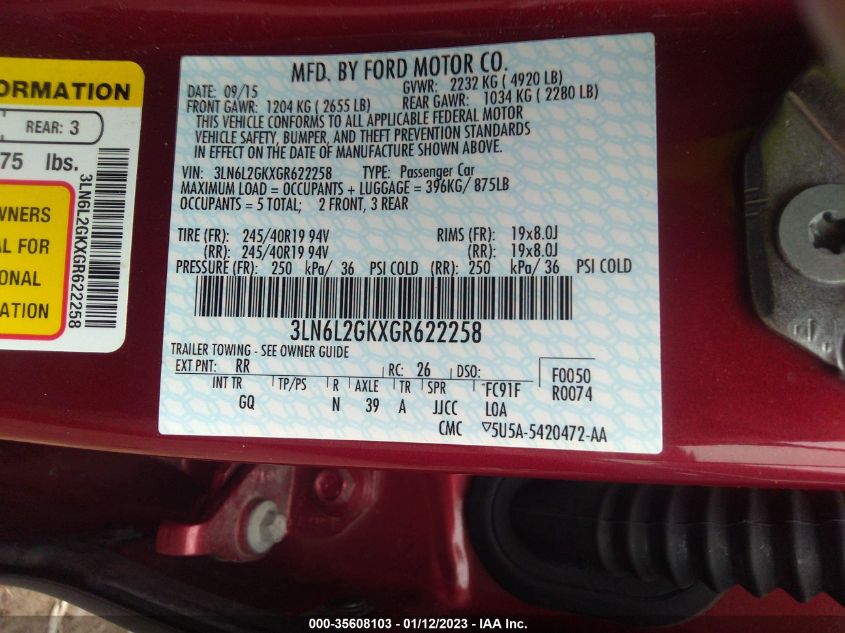 FORMATION
REAR: 3
75 lbs.
WNERS
AL FOR
ONAL
ATION
3LN6L2GKXGR622258
MFD. BY FORD MOTOR CO.
DATE: 09/15 GVWR: 2232 KG ( 4920 LB)
FRONT GAWR: 1204 KG ( 2655 LB) REAR GAWR: 1034 KG ( 2280 LB)
THIS VEHICLE CONFORMS TO ALL APPLICABLE FEDERAL MOTOR
VEHICLE SAFETY, BUMPER, AND THEFT PREVENTION STANDARDS
IN EFFECT ON THE DATE OF MANUFACTURE SHOWN ABOVE.
VIN: 3LN6L2GKXGR622258 TYPE: Passenger Car
MAXIMUM LOAD = OCCUPANTS + LUGGAGE = 396KG/ 875LB
OCCUPANTS = 5 TOTAL; 2 FRONT, 3 REAR
TIRE (FR): 245/40R19 94V RIMS (FR): 19x8.0J
(RR): 245/40R19 94V (RR): 19x8.0J
PRESSURE (FR): 250 kPa/ 36 PSI COLD (RR): 250 kPa/ 36 PSI COLD
3LN6L2GKXGR622258
TRAILER TOWING - SEE OWNER GUIDE
EXT PNT: RR RC: 26 DSO: F0050
INT TR TP/PS R AXLE TR SPR FC91F R0074
GQ N 39 A JJCC LOA
CMC ▽5U5A-5420472-AA
000-35608103 - 01/12/2023 - IAA Inc.